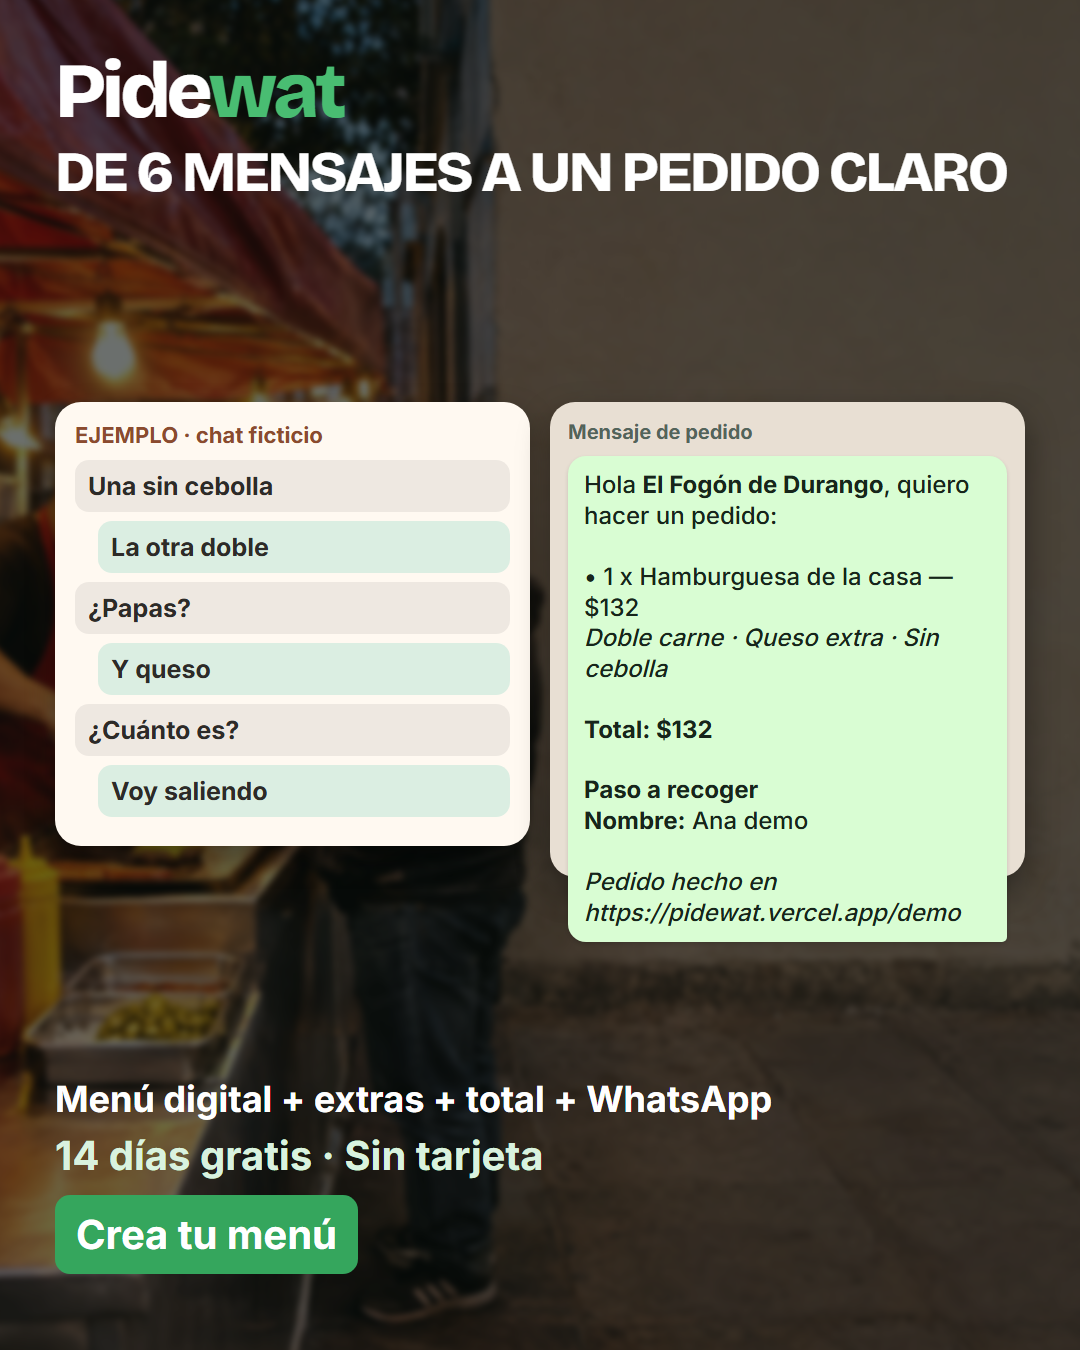 Pidewat
DE 6 MENSAJES A UN PEDIDO CLARO
EJEMPLO · chat ficticio
Una sin cebolla
La otra doble
¿Papas?
Y queso
¿Cuánto es?
Voy saliendo
Mensaje de pedido
Hola El Fogón de Durango, quiero
hacer un pedido:
• 1 x Hamburguesa de la casa —
$132
Doble carne · Queso extra · Sin
cebolla
Total: $132
Paso a recoger
Nombre: Ana demo
Pedido hecho en
https://pidewat.vercel.app/demo
Menú digital + extras + total + WhatsApp
14 días gratis · Sin tarjeta
Crea tu menú